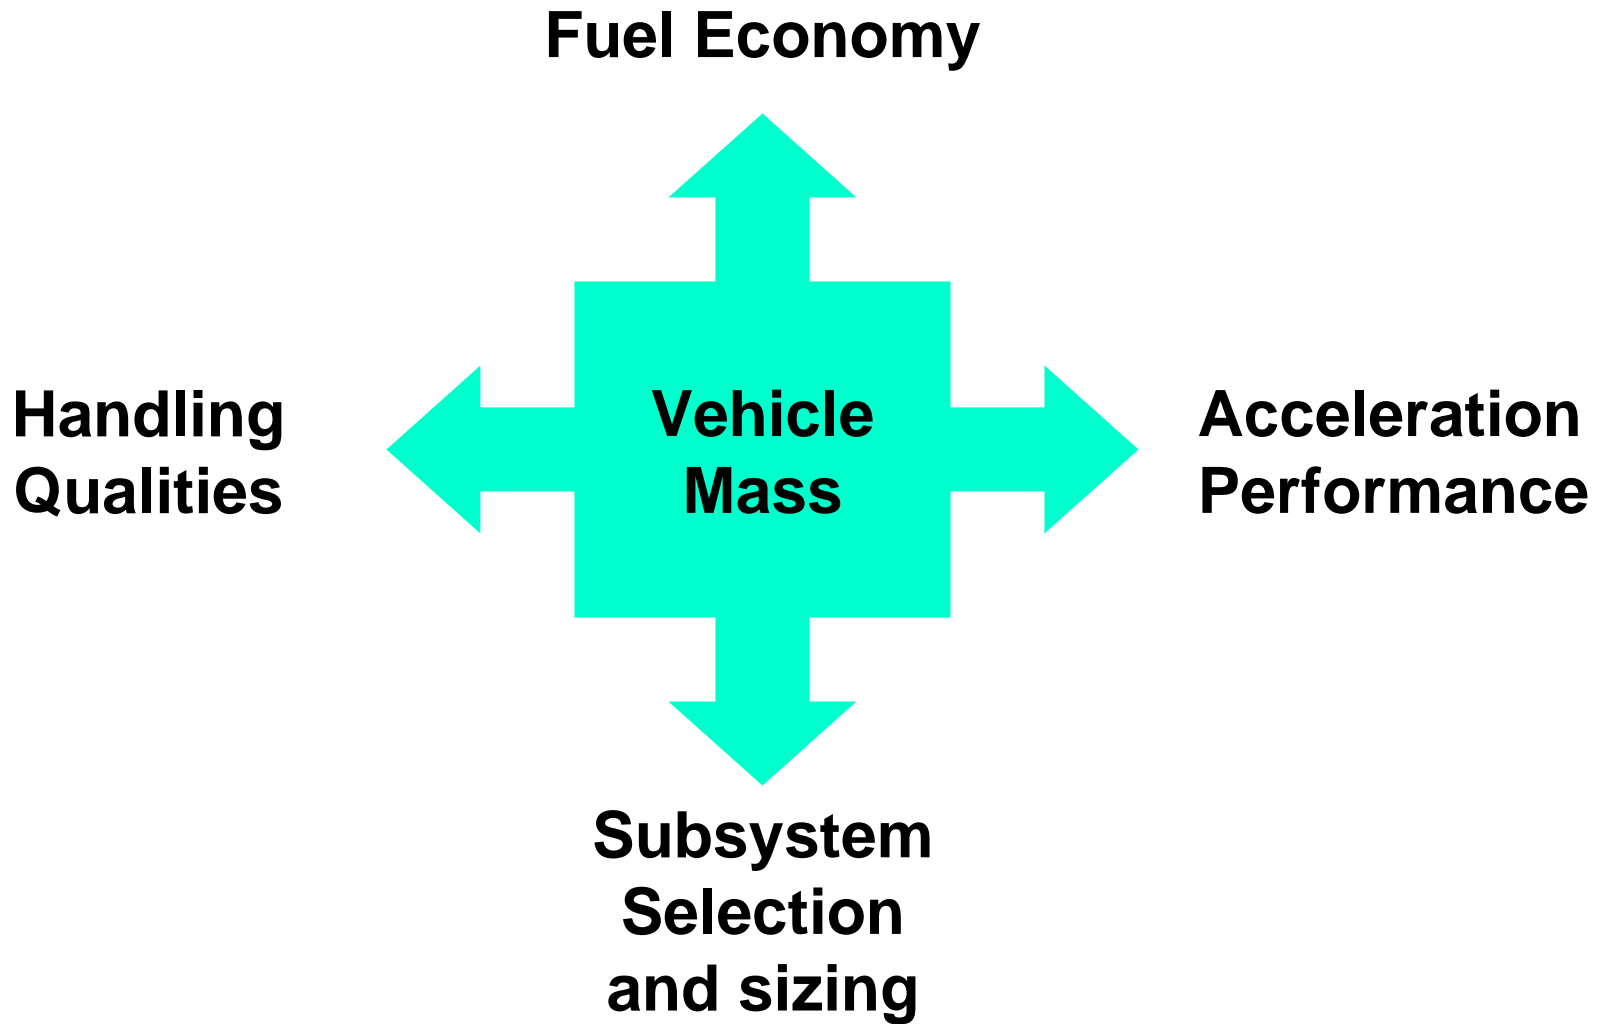 Fuel Economy
Handling
Qualities
Vehicle
Mass
Acceleration
Performance
Subsystem
Selection
and sizing